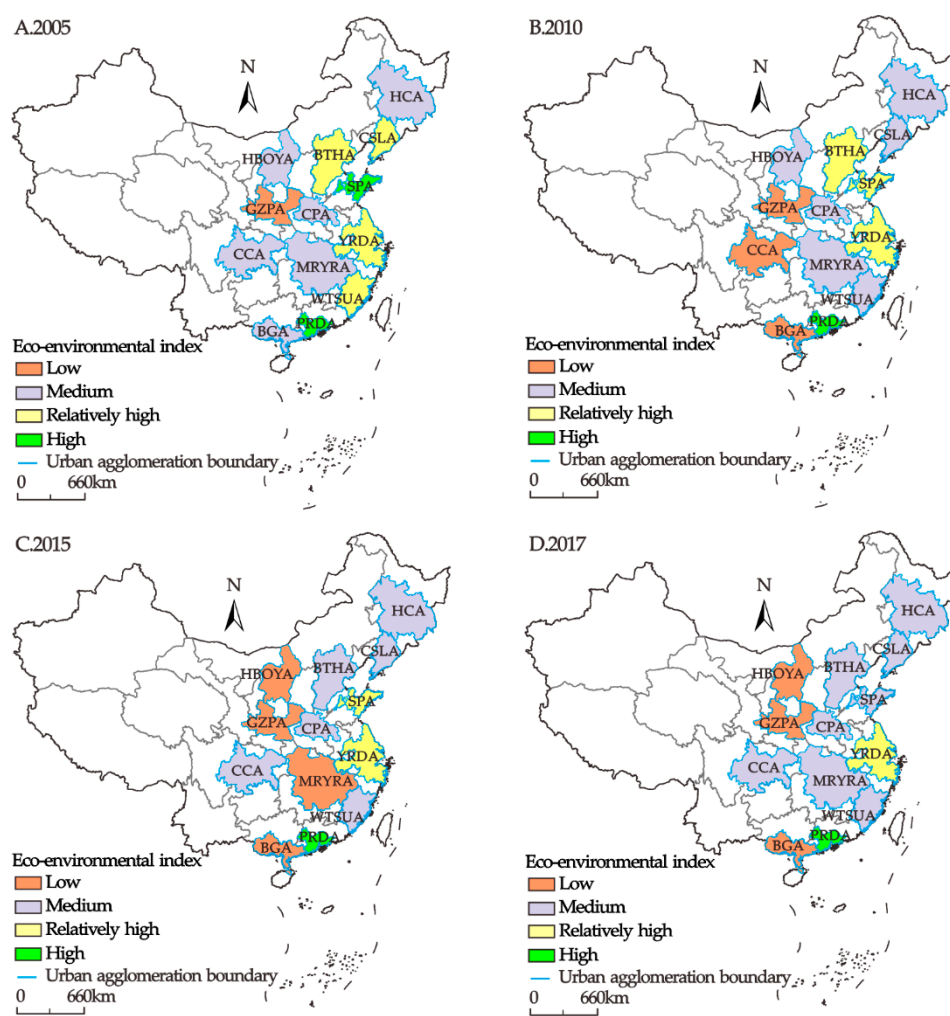 A.2005
N
HCA
CSLA
HBOYA
BTHA
SPA
GZPA
CPA
YRDA
CCA
MRYRA
WTSUA
PRDA
BGA
Eco-environmental index
Low
Medium
Relatively high
High
Urban agglomeration boundary
0 660km
B.2010
N
HCA
CSLA
HBOYA
BTHA
SPA
GZPA
CPA
YRDA
CCA
MRYRA
WTSUA
PRDA
BGA
Eco-environmental index
Low
Medium
Relatively high
High
Urban agglomeration boundary
0 660km
C.2015
N
HCA
CSLA
HBOYA
BTHA
SPA
GZPA
CPA
YRDA
CCA
MRYRA
WTSUA
PRDA
BGA
Eco-environmental index
Low
Medium
Relatively high
High
Urban agglomeration boundary
0 660km
D.2017
N
HCA
CSLA
HBOYA
BTHA
SPA
GZPA
CPA
YRDA
CCA
MRYRA
WTSUA
PRDA
BGA
Eco-environmental index
Low
Medium
Relatively high
High
Urban agglomeration boundary
0 660km